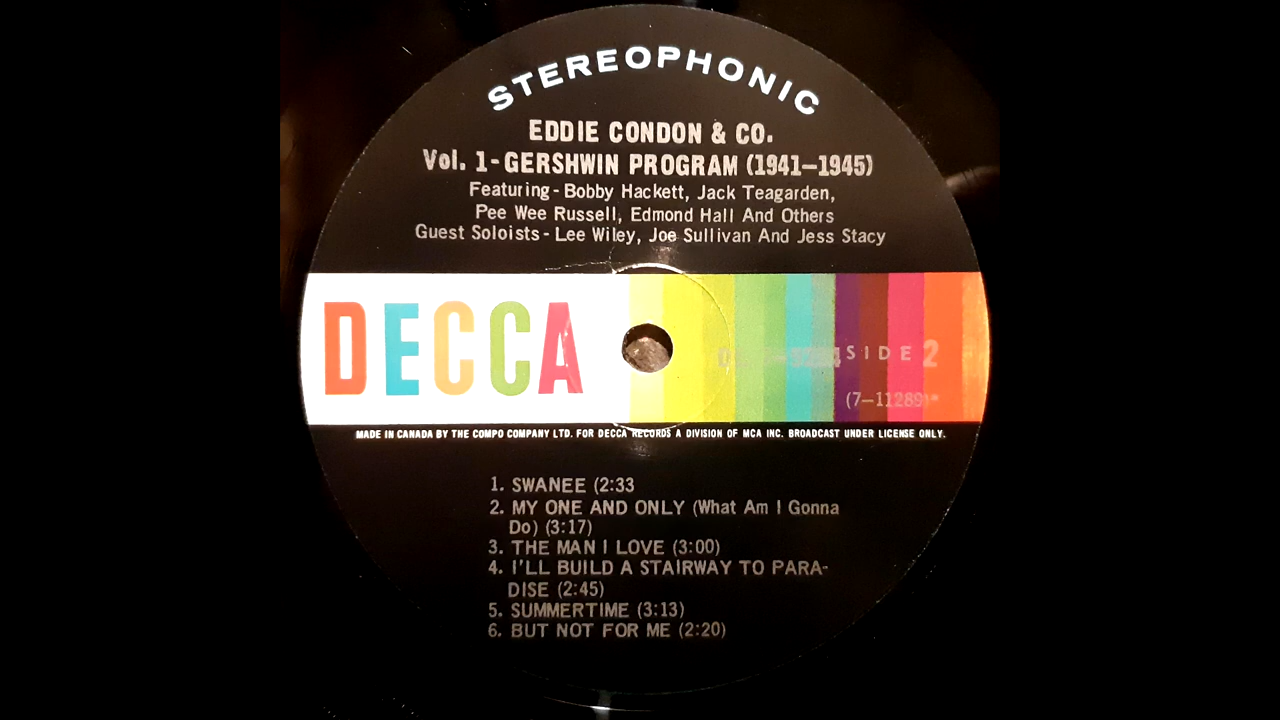 STEREOPHONIC
EDDIE CONDON & CO.
Vol. 1-GERSHWIN PROGRAM (1941–1945)
Featuring-Bobby Hackett, Jack Teagarden,
Pee Wee Russell, Edmond Hall And Others
Guest Soloists-Lee Wiley, Joe Sullivan And Jess Stacy
DECCA
SIDE 2
(7–11289)*
MADE IN CANADA BY THE COMPO COMPANY LTD. FOR DECCA RECORDS A DIVISION OF MCA INC. BROADCAST UNDER LICENSE ONLY.
1. SWANEE (2:33
2. MY ONE AND ONLY (What Am I Gonna
Do) (3:17)
3. THE MAN I LOVE (3:00)
4. I'LL BUILD A STAIRWAY TO PARA-
DISE (2:45)
5. SUMMERTIME (3:13)
6. BUT NOT FOR ME (2:20)